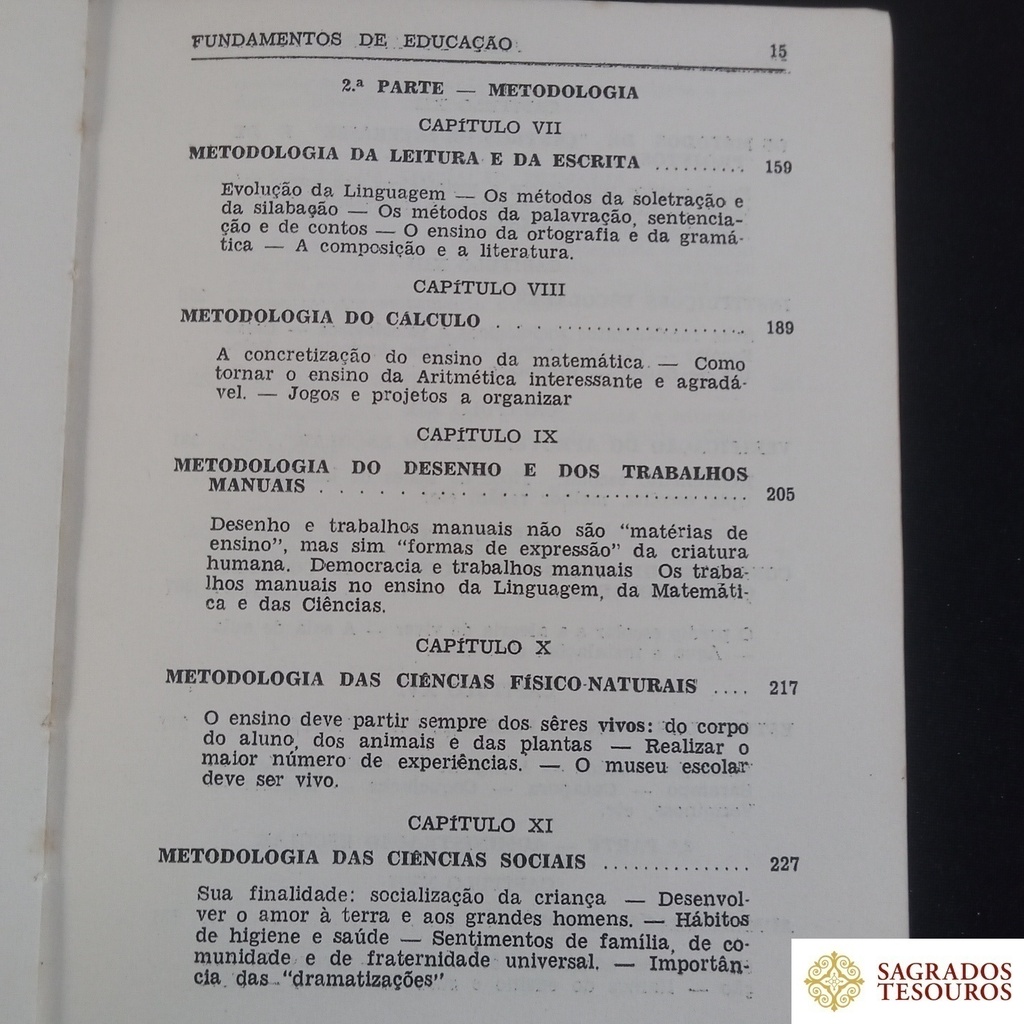 FUNDAMENTOS DE EDUCAÇÃO 15
2.ª PARTE — METODOLOGIA
CAPÍTULO VII
METODOLOGIA DA LEITURA E DA ESCRITA .......... 159
Evolução da Linguagem — Os métodos da soletração e
da silabação — Os métodos da palavração, sentencia-
ção e de contos — O ensino da ortografia e da gramá-
tica — A composição e a literatura.
CAPÍTULO VIII
METODOLOGIA DO CÁLCULO . . . ..................... 189
A concretização do ensino da matemática — Como
tornar o ensino da Aritmética interessante e agradá-
vel. — Jogos e projetos a organizar
CAPÍTULO IX
METODOLOGIA DO DESENHO E DOS TRABALHOS
MANUAIS . . . . . . . . . . . . . .................. 205
Desenho e trabalhos manuais não são "matérias de
ensino", mas sim "formas de expressão" da criatura
humana. Democracia e trabalhos manuais Os traba-
lhos manuais no ensino da Linguagem, da Matemáti-
ca e das Ciências.
CAPÍTULO X
METODOLOGIA DAS CIÊNCIAS FÍSICO-NATURAIS .... 217
O ensino deve partir sempre dos sêres vivos: do corpo
do aluno, dos animais e das plantas — Realizar o
maior número de experiências. — O museu escolar
deve ser vivo.
CAPÍTULO XI
METODOLOGIA DAS CIÊNCIAS SOCIAIS ............... 227
Sua finalidade: socialização da criança — Desenvol-
ver o amor à terra e aos grandes homens. — Hábitos
de higiene e saúde — Sentimentos de família, de co-
munidade e de fraternidade universal. — Importân-
cia das "dramatizações"
SAGRADOS
TESOUROS